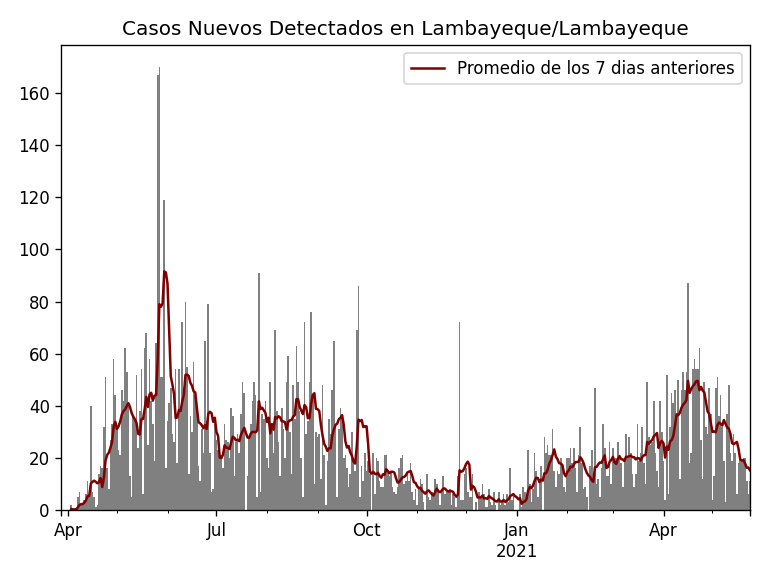 Casos Nuevos Detectados en Lambayeque/Lambayeque
Promedio de los 7 dias anteriores
160
140
120
100
80
60
40
20
0
Apr
Jul
Oct
Jan
2021
Apr